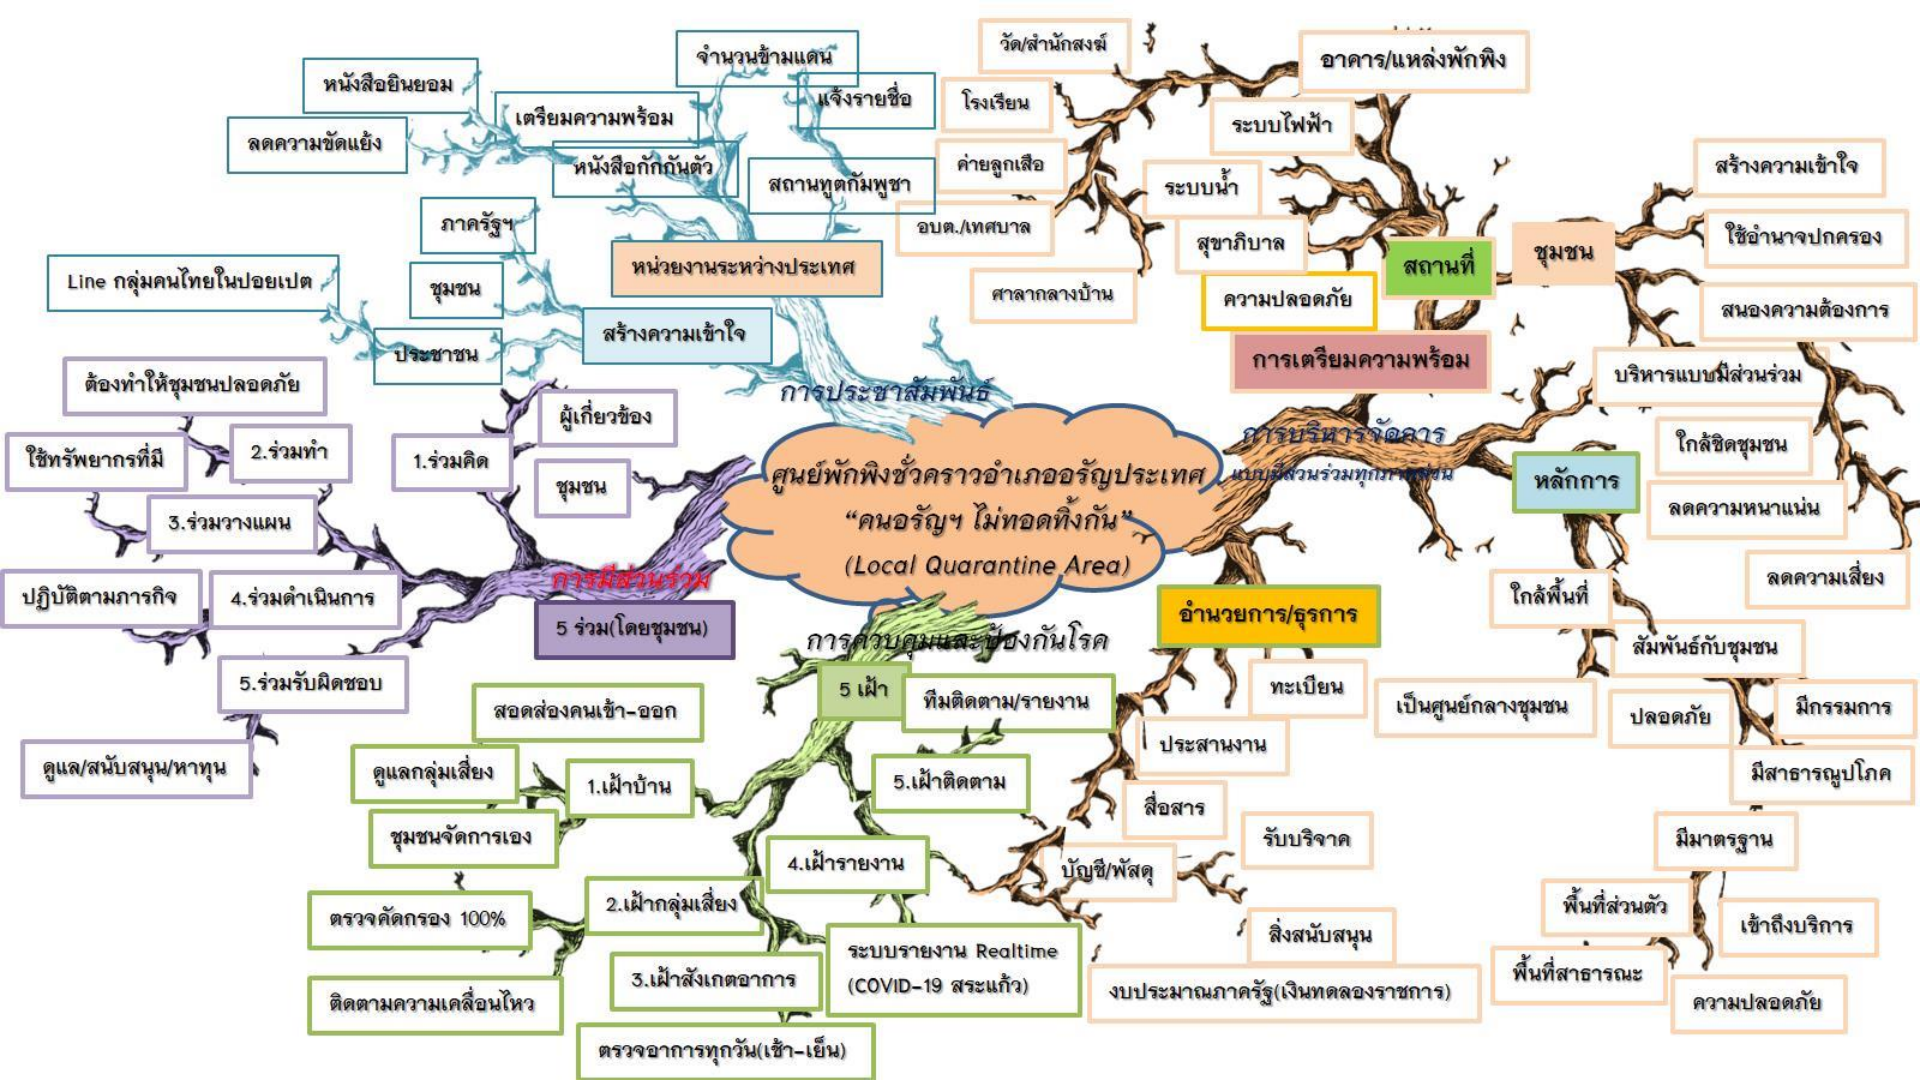 ศูนย์พักพิงชั่วคราวอำเภออรัญประเทศ
“คนอรัญฯ ไม่ทอดทิ้งกัน”
(Local Quarantine Area)
การประชาสัมพันธ์
หน่วยงานระหว่างประเทศ
จำนวนข้ามแดน
แจ้งรายชื่อ
หนังสือยินยอม
เตรียมความพร้อม
ลดความขัดแย้ง
หนังสือกักกันตัว
สถานทูตกัมพูชา
สร้างความเข้าใจ
ภาครัฐฯ
ชุมชน
Line กลุ่มคนไทยในปอยเปต
ประชาชน
การบริหารจัดการ
แบบมีส่วนร่วมทุกภาคส่วน
การเตรียมความพร้อม
สถานที่
อาคาร/แหล่งพักพิง
วัด/สำนักสงฆ์
โรงเรียน
ค่ายลูกเสือ
อบต./เทศบาล
ศาลากลางบ้าน
ระบบไฟฟ้า
ระบบน้ำ
สุขาภิบาล
ความปลอดภัย
ชุมชน
สร้างความเข้าใจ
ใช้อำนาจปกครอง
สนองความต้องการ
บริหารแบบมีส่วนร่วม
ใกล้ชิดชุมชน
ลดความหนาแน่น
ลดความเสี่ยง
หลักการ
ใกล้พื้นที่
สัมพันธ์กับชุมชน
เป็นศูนย์กลางชุมชน
ปลอดภัย
มีกรรมการ
มีสาธารณูปโภค
มีมาตรฐาน
พื้นที่ส่วนตัว
เข้าถึงบริการ
พื้นที่สาธารณะ
ความปลอดภัย
อำนวยการ/ธุรการ
ทะเบียน
ประสานงาน
สื่อสาร
บัญชี/พัสดุ
รับบริจาค
สิ่งสนับสนุน
งบประมาณภาครัฐ(เงินทดลองราชการ)
การมีส่วนร่วม
5 ร่วม(โดยชุมชน)
1.ร่วมคิด
ผู้เกี่ยวข้อง
ชุมชน
2.ร่วมทำ
ต้องทำให้ชุมชนปลอดภัย
ใช้ทรัพยากรที่มี
3.ร่วมวางแผน
4.ร่วมดำเนินการ
ปฏิบัติตามภารกิจ
5.ร่วมรับผิดชอบ
ดูแล/สนับสนุน/หาทุน
การควบคุมและป้องกันโรค
5 เฝ้า
ทีมติดตาม/รายงาน
สอดส่องคนเข้า-ออก
ดูแลกลุ่มเสี่ยง
1.เฝ้าบ้าน
ชุมชนจัดการเอง
5.เฝ้าติดตาม
4.เฝ้ารายงาน
2.เฝ้ากลุ่มเสี่ยง
ตรวจคัดกรอง 100%
ติดตามความเคลื่อนไหว
3.เฝ้าสังเกตอาการ
ระบบรายงาน Realtime
(COVID-19 สระแก้ว)
ตรวจอาการทุกวัน(เช้า-เย็น)